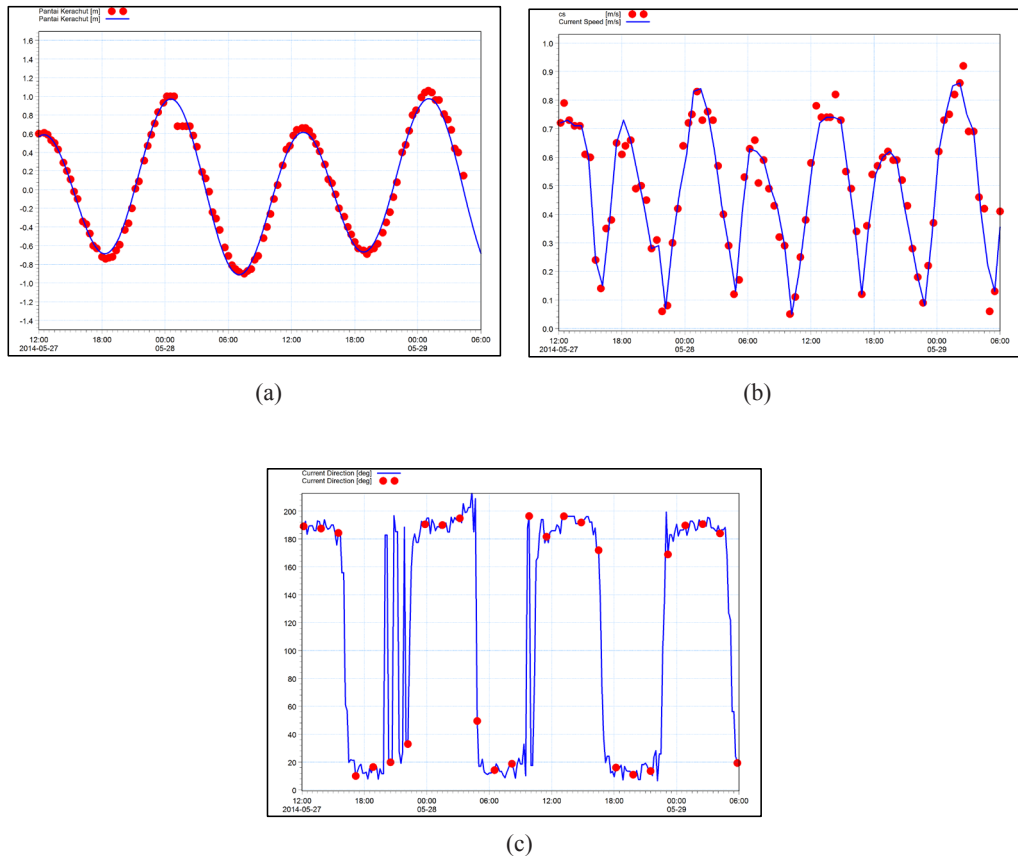 Pantai Kerachut [m]
Pantai Kerachut [m]
1.6
1.4
1.2
1.0
0.8
0.6
0.4
0.2
0.0
-0.2
-0.4
-0.6
-0.8
-1.0
-1.2
-1.4
12:00 18:00 00:00 06:00 12:00 18:00 00:00 06:00
2014-05-27 05-28 05-29
(a)
cs [m/s]
Current Speed [m/s]
1.0
0.9
0.8
0.7
0.6
0.5
0.4
0.3
0.2
0.1
0.0
12:00 18:00 00:00 06:00 12:00 18:00 00:00 06:00
2014-05-27 05-28 05-29
(b)
Current Direction [deg]
Current Direction [deg]
200
180
160
140
120
100
80
60
40
20
0
12:00 18:00 00:00 06:00 12:00 18:00 00:00 06:00
2014-05-27 05-28 05-29
(c)